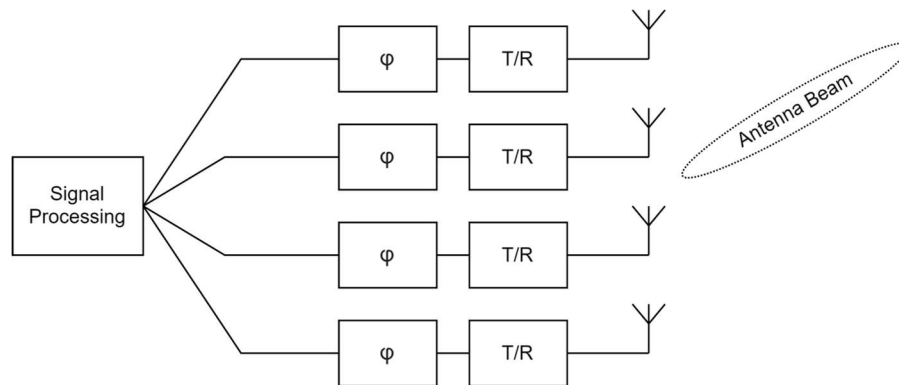 φ
T/R
Antenna Beam
φ
T/R
Signal
Processing
φ
T/R
φ
T/R